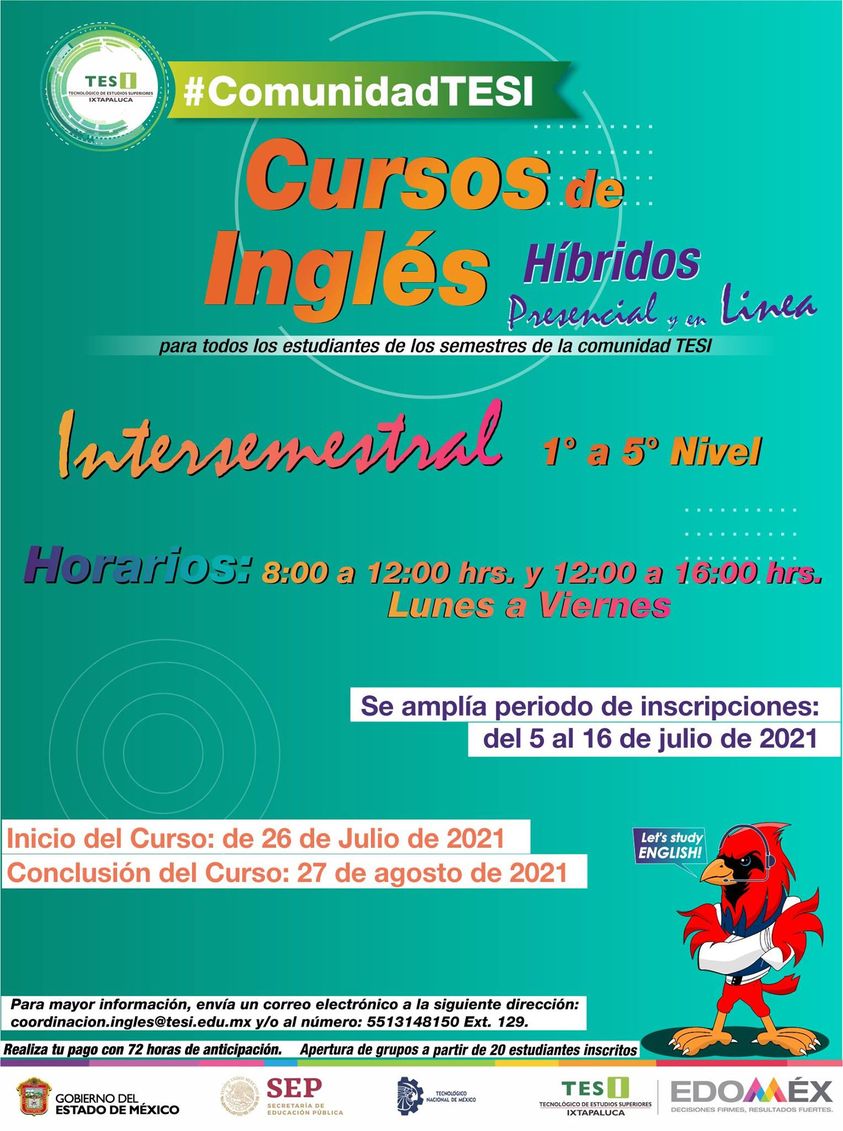 TESI
TECNOLÓGICO DE ESTUDIOS SUPERIORES
IXTAPALUCA
#ComunidadTESI
Cursos de
Inglés Híbridos
Presencial y en Linea
para todos los estudiantes de los semestres de la comunidad TESI
Intersemestral 1° a 5° Nivel
Horarios: 8:00 a 12:00 hrs. y 12:00 a 16:00 hrs.
Lunes a Viernes
Se amplía periodo de inscripciones:
del 5 al 16 de julio de 2021
Inicio del Curso: de 26 de Julio de 2021
Conclusión del Curso: 27 de agosto de 2021
Let's study
ENGLISH!
Para mayor información, envía un correo electrónico a la siguiente dirección:
coordinacion.ingles@tesi.edu.mx y/o al número: 5513148150 Ext. 129.
Realiza tu pago con 72 horas de anticipación. Apertura de grupos a partir de 20 estudiantes inscritos
GOBIERNO DEL
ESTADO DE MÉXICO
SEP
SECRETARÍA DE
EDUCACIÓN PÚBLICA
TECNOLÓGICO
NACIONAL DE MÉXICO
TESI
TECNOLÓGICO DE ESTUDIOS SUPERIORES
IXTAPALUCA
EDOMÉX
DECISIONES FIRMES, RESULTADOS FUERTES.